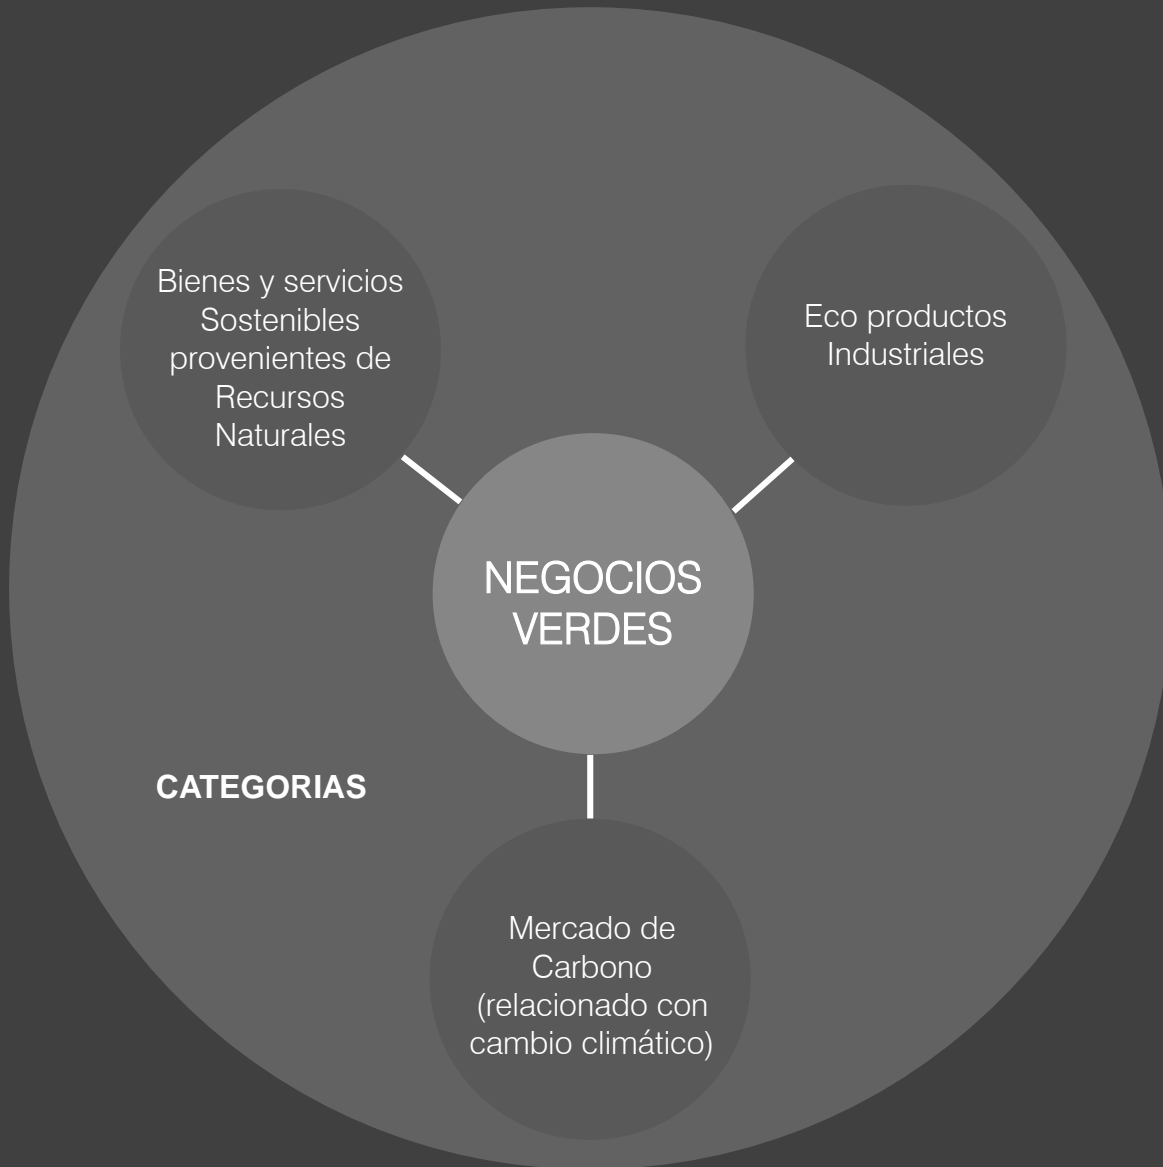 Bienes y servicios
Sostenibles
provenientes de
Recursos
Naturales
Eco productos
Industriales
NEGOCIOS
VERDES
CATEGORIAS
Mercado de
Carbono
(relacionado con
cambio climático)